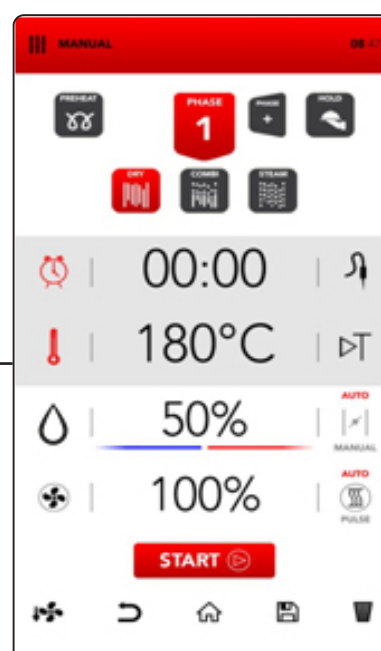 MANUAL 08
PREHEAT PHASE 1 PHASE + HOLD
DRY COMBI STEAM
00:00
180°C ▷T
50% AUTO MANUAL
100% AUTO PULSE
START